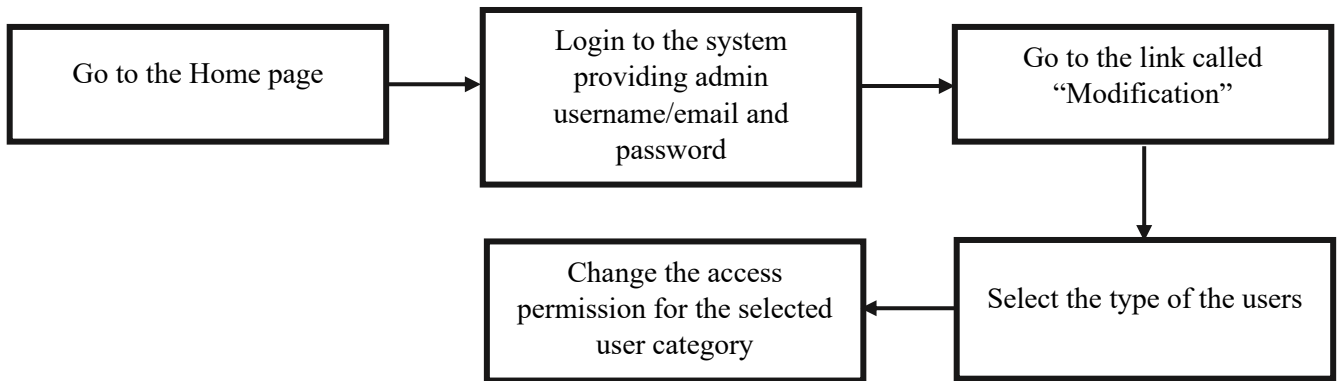 Go to the Home page
Login to the system
providing admin
username/email and
password
Go to the link called
“Modification”
Select the type of the users
Change the access
permission for the selected
user category